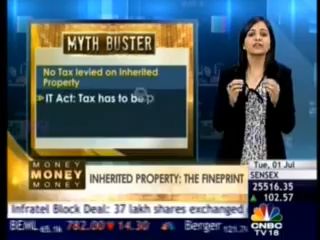 MYTH BUSTER
No Tax levied on Inherited
Property
IT Act: Tax has to be p
MONEY
MONEY
MONEY
INHERITED PROPERTY: THE FINEPRINT
Tue, 01 Jul
SENSEX
25516.35
102.57
Infratel Block Deal: 37 lakh shares exchanged
BEML 782.00 14.30 Berger
CNBC
TV18